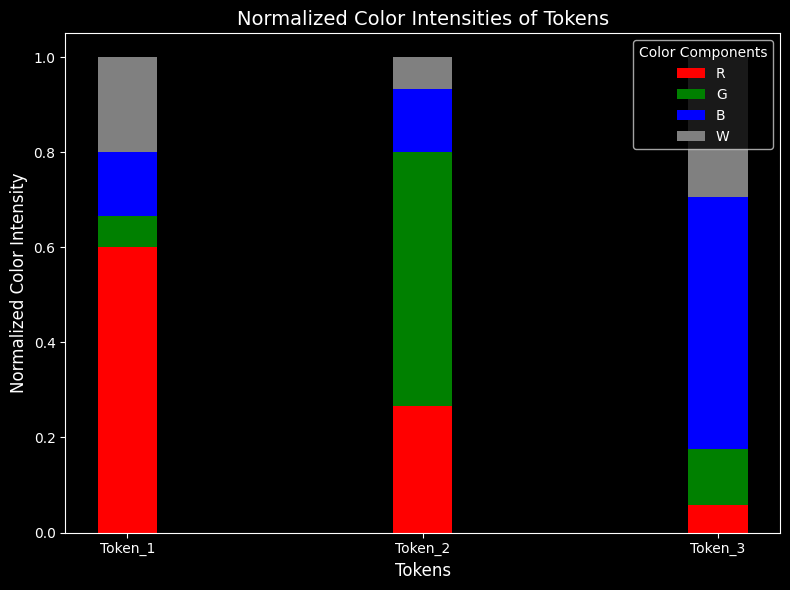 Normalized Color Intensities of Tokens
Normalized Color Intensity
1.0
0.8
0.6
0.4
0.2
0.0
Color Components
R
G
B
W
Token_1
Token_2
Token_3
Tokens